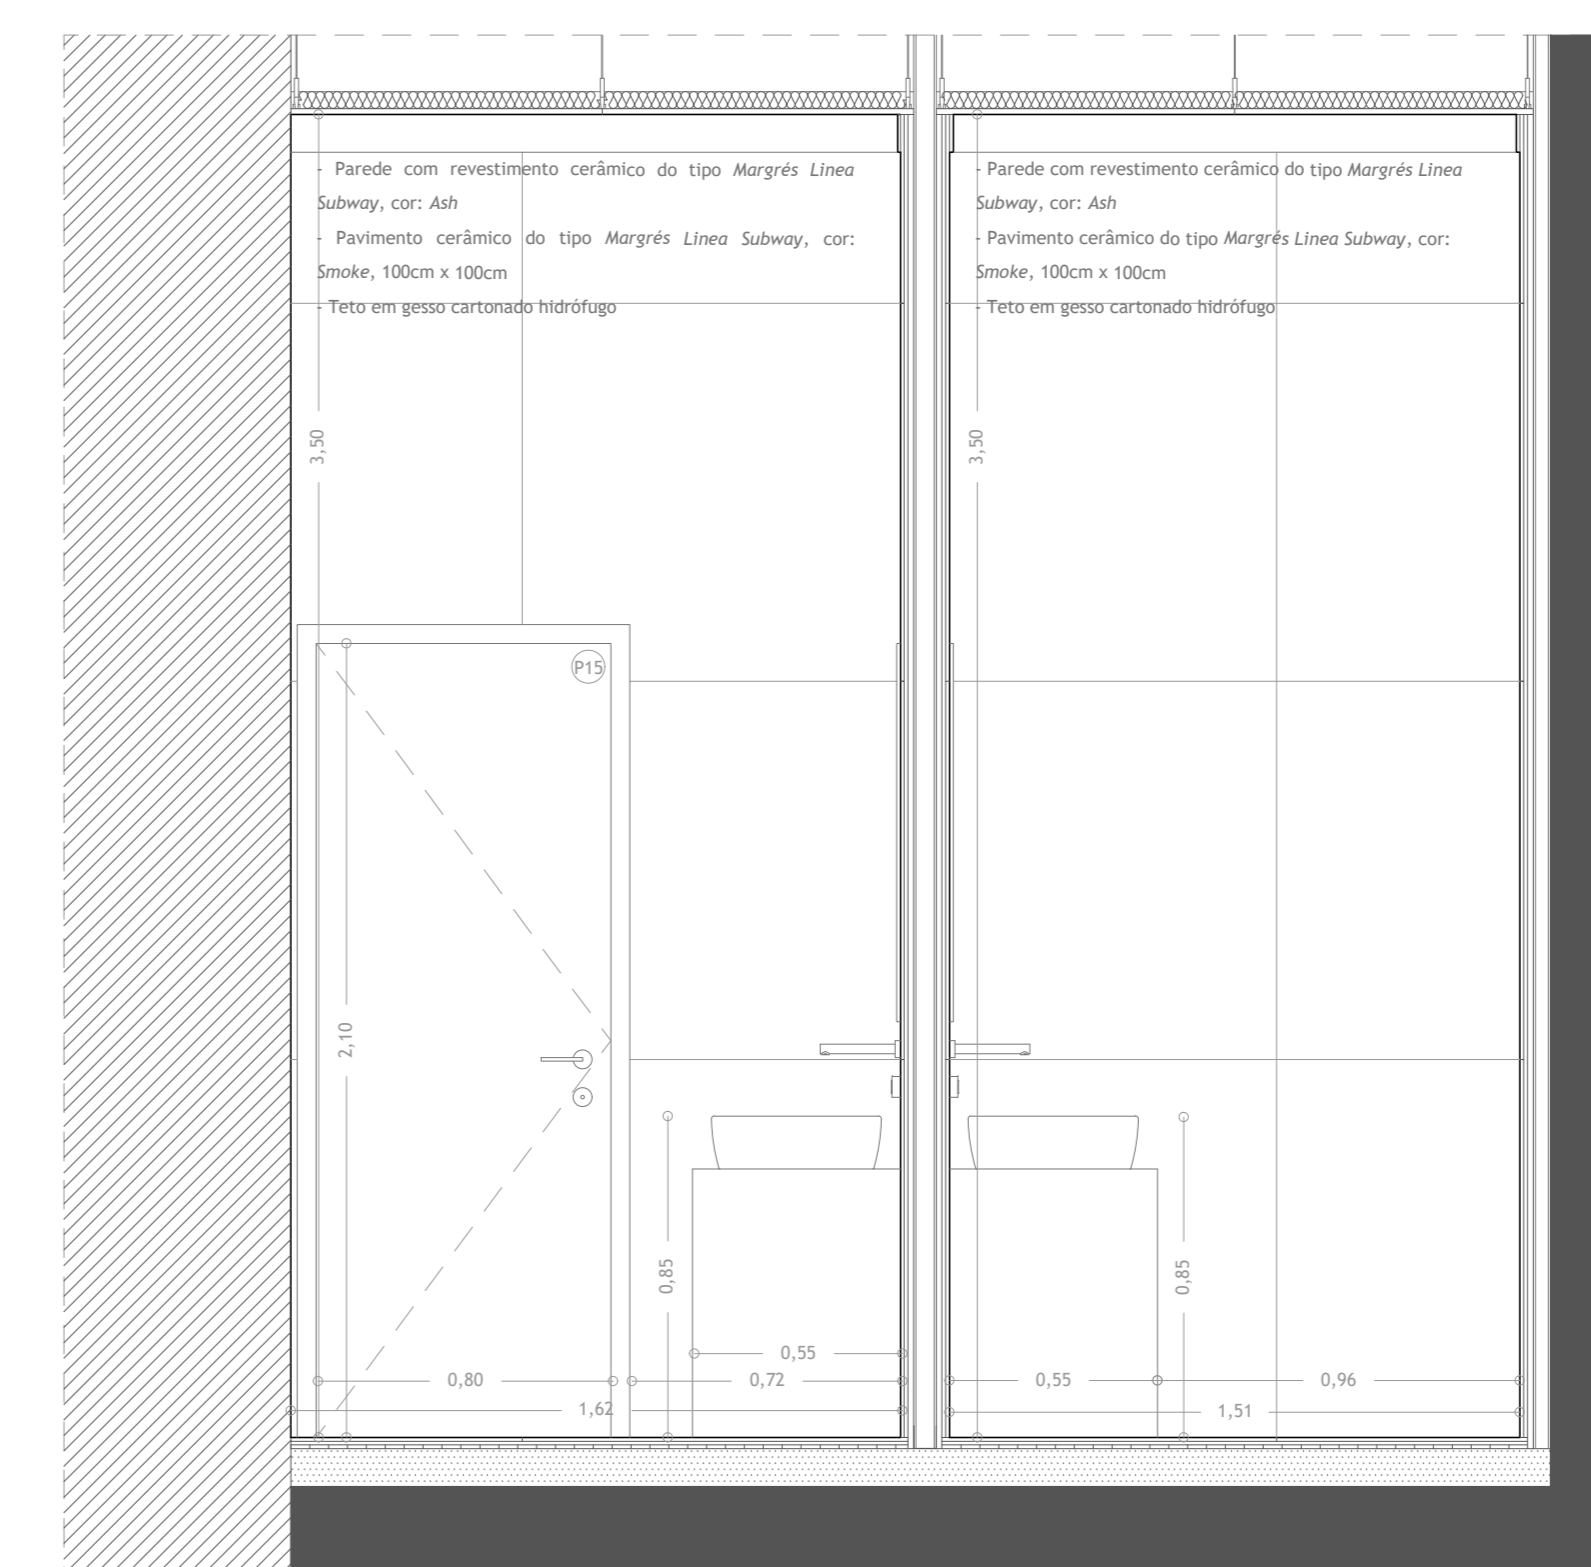 - Parede com revestimento cerâmico do tipo Margrés Linea
Subway, cor: Ash
- Pavimento cerâmico do tipo Margrés Linea Subway, cor:
Smoke, 100cm x 100cm
- Teto em gesso cartonado hidrófugo
- Parede com revestimento cerâmico do tipo Margrés Linea
Subway, cor: Ash
- Pavimento cerâmico do tipo Margrés Linea Subway, cor:
Smoke, 100cm x 100cm
- Teto em gesso cartonado hidrófugo
3,50
3,50
P15
2,10
0,85
0,85
0,55
0,80
0,72
0,55
0,96
1,62
1,51